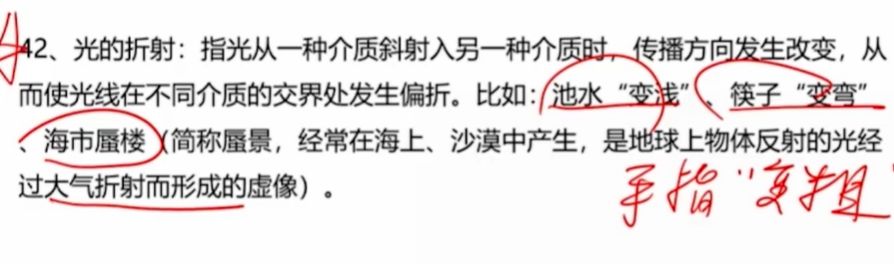 42、光的折射：指光从一种介质斜射入另一种介质时，传播方向发生改变，从
而使光线在不同介质的交界处发生偏折。比如：池水“变浅”、筷子“变弯”
、海市蜃楼（简称蜃景，经常在海上、沙漠中产生，是地球上物体反射的光经
过大气折射而形成的虚像）。
手指“变粗”